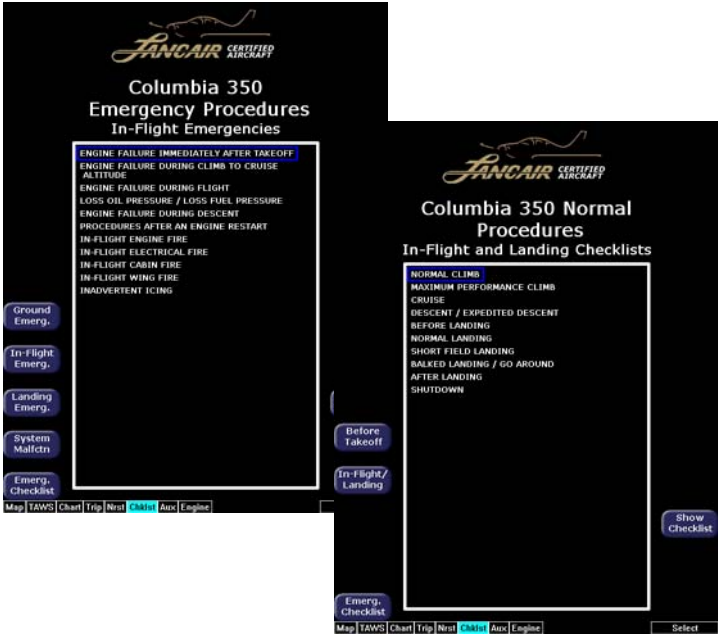 LANCAIR CERTIFIED
AIRCRAFT
Columbia 350
Emergency Procedures
In-Flight Emergencies
ENGINE FAILURE IMMEDIATELY AFTER TAKEOFF
ENGINE FAILURE DURING CLIMB TO CRUISE
ALTITUDE
ENGINE FAILURE DURING FLIGHT
LOSS OIL PRESSURE / LOSS FUEL PRESSURE
ENGINE FAILURE DURING DESCENT
PROCEDURES AFTER AN ENGINE RESTART
IN-FLIGHT ENGINE FIRE
IN-FLIGHT ELECTRICAL FIRE
IN-FLIGHT CABIN FIRE
IN-FLIGHT WING FIRE
INADVERTENT ICING
Ground
Emerg.
In-Flight
Emerg.
Landing
Emerg.
System
Malfctn
Emerg.
Checklist
Map TAWS Chart Trip Nrst Chklst Aux Engine
LANCAIR CERTIFIED
AIRCRAFT
Columbia 350 Normal
Procedures
In-Flight and Landing Checklists
NORMAL CLIMB
MAXIMUM PERFORMANCE CLIMB
CRUISE
DESCENT / EXPEDITED DESCENT
BEFORE LANDING
NORMAL LANDING
SHORT FIELD LANDING
BALKED LANDING / GO AROUND
AFTER LANDING
SHUTDOWN
Before
Takeoff
In-Flight/
Landing
Show
Checklist
Emerg.
Checklist
Map TAWS Chart Trip Nrst Chklst Aux Engine Select